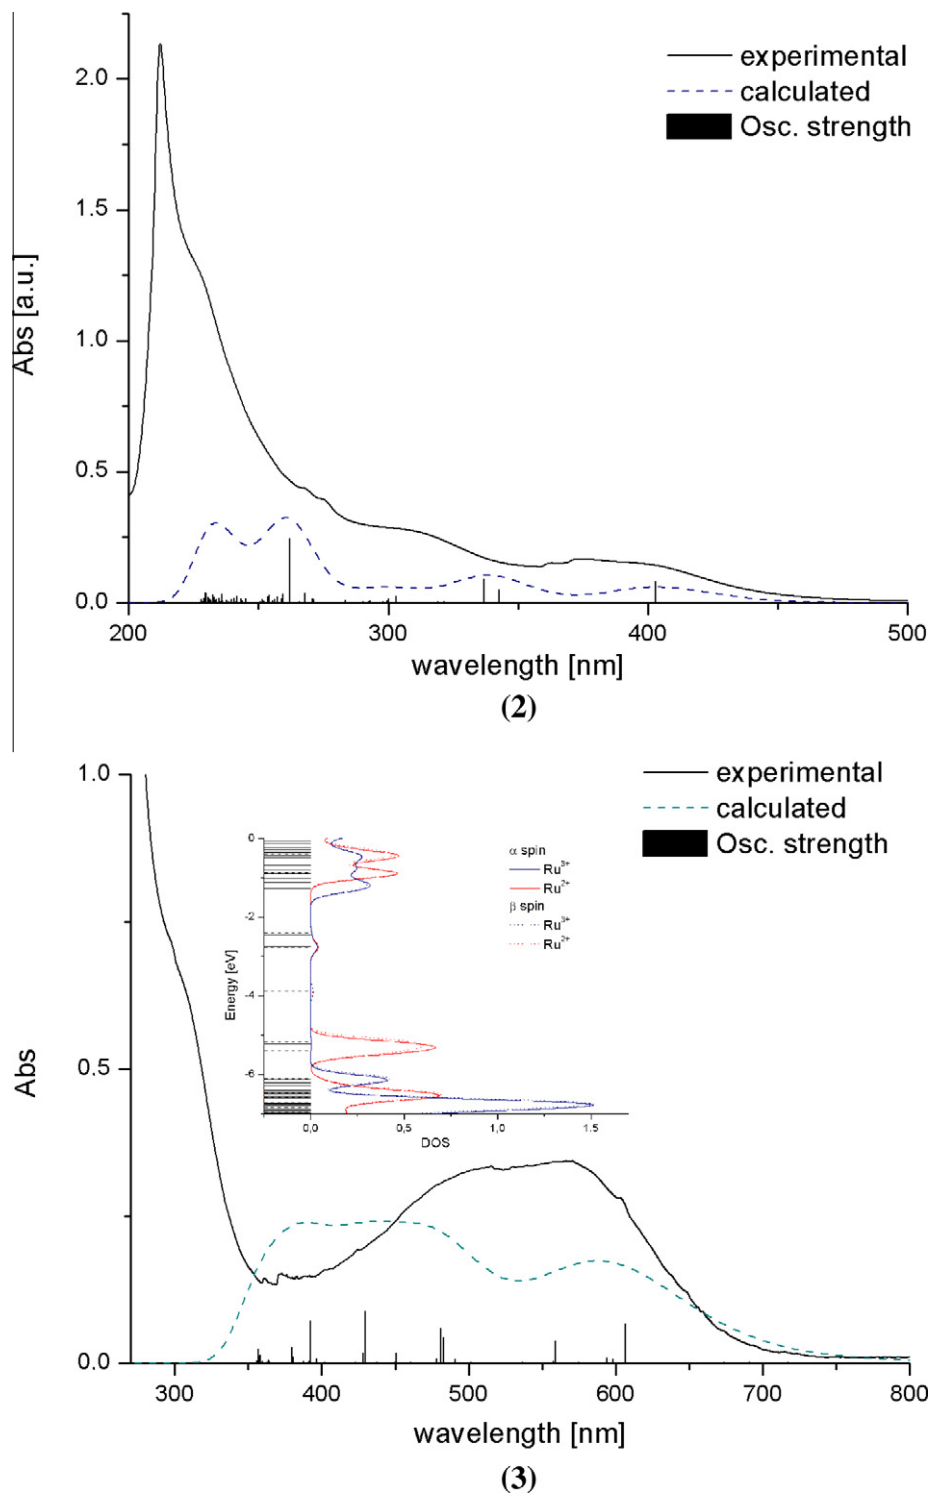 experimental
calculated
Osc. strength
2.0
1.5
1.0
0.5
0.0
Abs [a.u.]
200 300 400 500
wavelength [nm]
(2)
experimental
calculated
Osc. strength
1.0
0.5
0.0
Abs
0
-2
-4
-6
Energy [eV]
α spin
Ru3+
Ru2+
β spin
Ru3+
Ru2+
0,0 0,5 1,0 1.5
DOS
300 400 500 600 700 800
wavelength [nm]
(3)